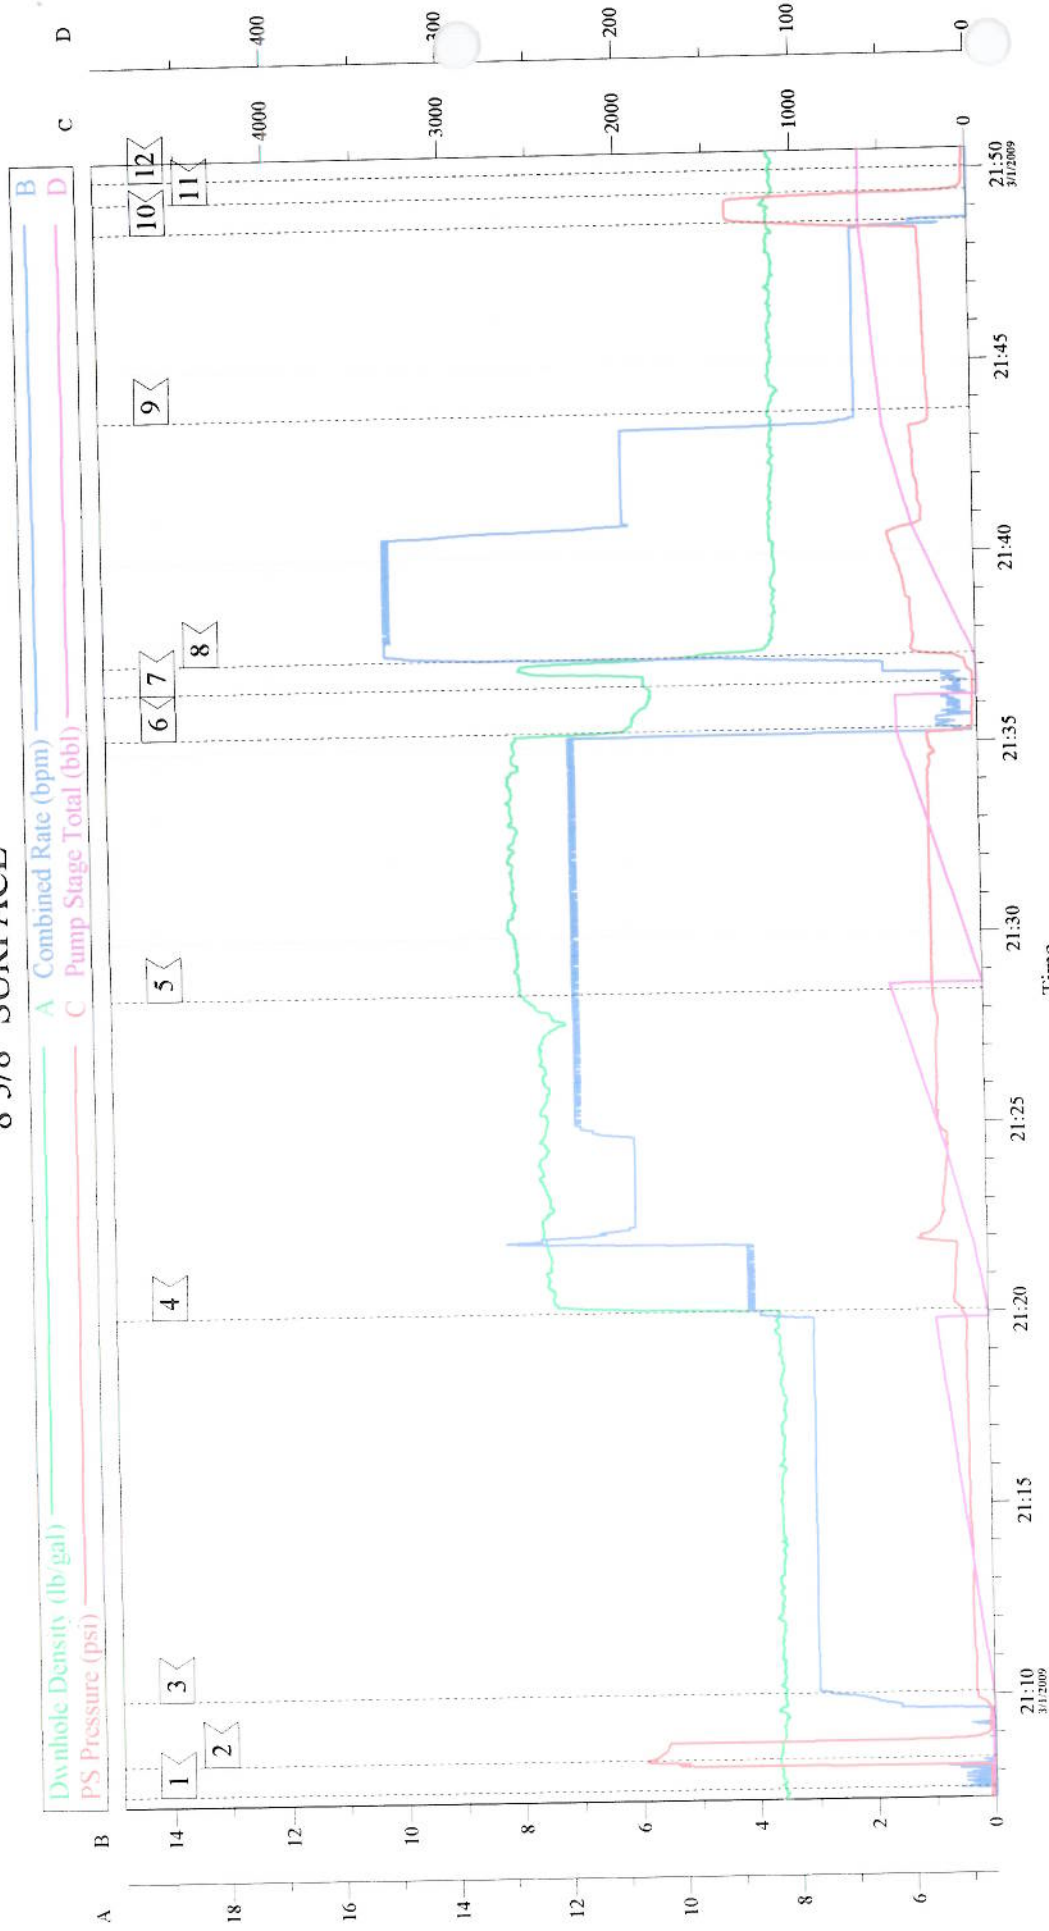 8 5/8" SURFACE
Dwnhole Density (lb/gal) A Combined Rate (bpm) B
PS Pressure (psi) C Pump Stage Total (bbl) D
A B C D
18 16 14 12 10 8 6
14 12 10 8 6 4 2 0
4000 3000 2000 1000 0
400 300 200 100 0
1 2 3 4 5 6 7 8 9 10 11 12
21:10 21:15 21:20 21:25 21:30 21:35 21:40 21:45 21:50
3/1/2009 3/1/2009
Time